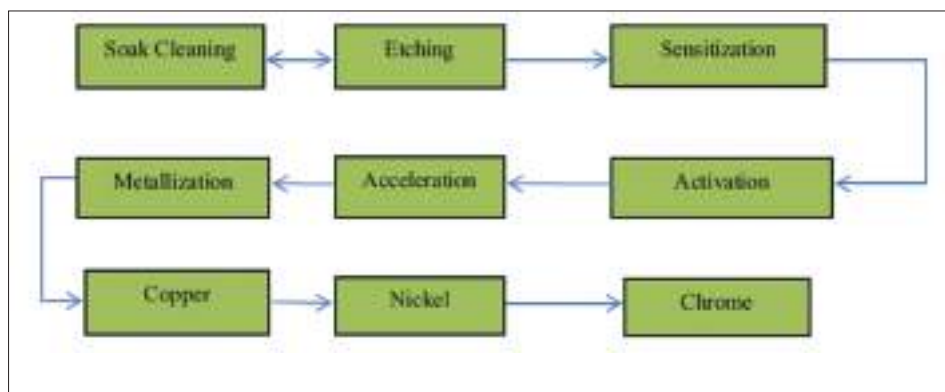 Soak Cleaning
Etching
Sensitization
Activation
Acceleration
Metallization
Copper
Nickel
Chrome